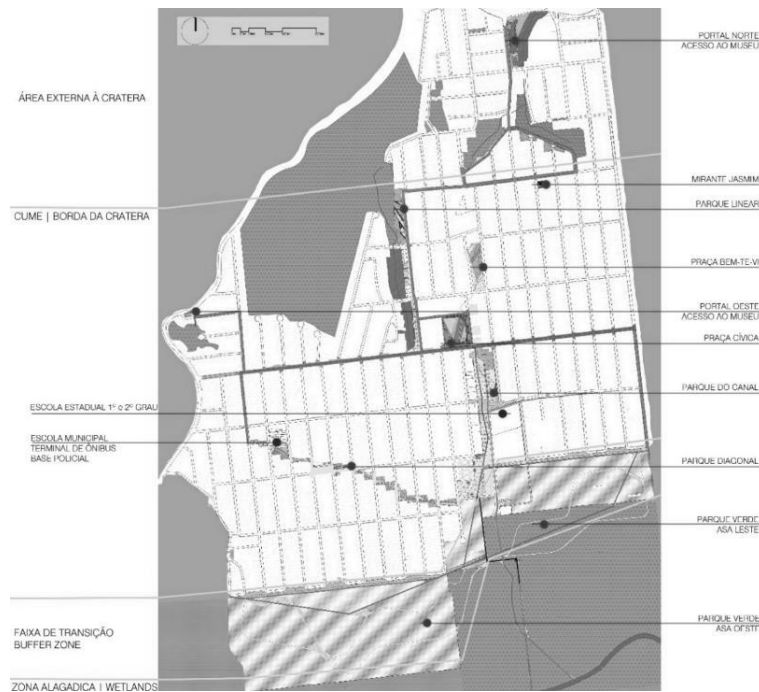 PORTAL NORTE
ACESSO AO MUSEU
ÁREA EXTERNA À CRATERA
MIRANTE JASMIM
PARQUE LINEAR
CUME | BORDA DA CRATERA
PRAÇA BEM-TE-VI
PORTAL OESTE
ACESSO AO MUSEU
PRAÇA CÍVICA
PARQUE DO CANAL
ESCOLA ESTADUAL 1º e 2º GRAU
ESCOLA MUNICIPAL
TERMINAL DE ÔNIBUS
BASE POLICIAL
PARQUE DIAGONAL
PARQUE VERDE
ASA LESTE
PARQUE VERDE
ASA OESTE
FAIXA DE TRANSIÇÃO
BUFFER ZONE
ZONA ALAGADICA | WETLANDS